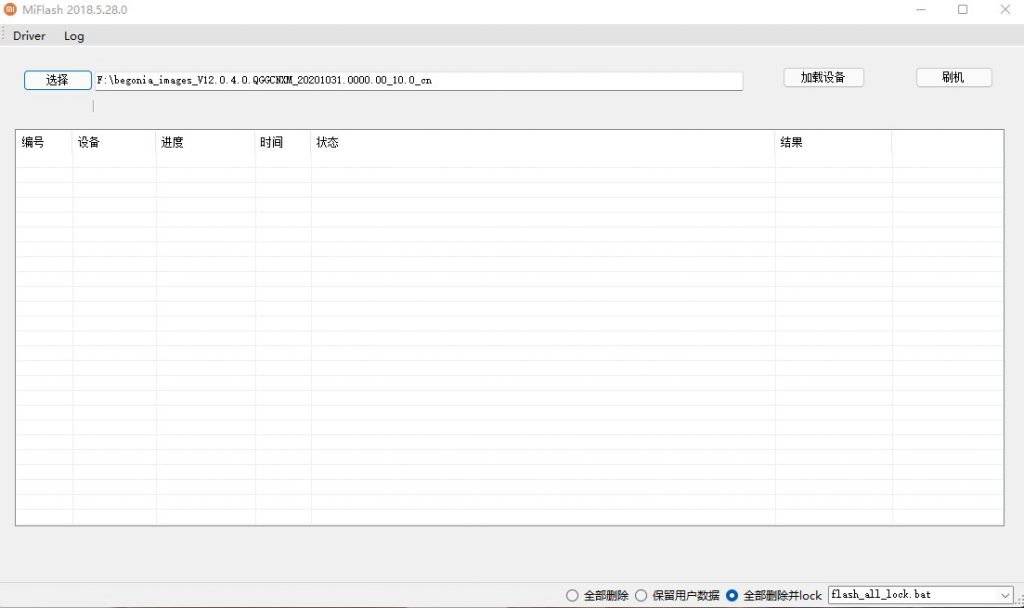 MiFlash 2018.5.28.0
Driver Log
选择 F:\begonia_images_V12.0.4.0.QGGCNXM_20201031.0000.00_10.0_cn 加载设备 刷机
编号 设备 进度 时间 状态 结果
全部删除 保留用户数据 全部删除并lock flash_all_lock.bat